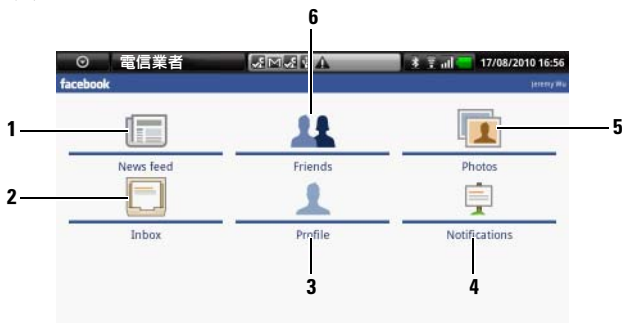 6
電信業者
17/08/2010 16:56
facebook
Jeremy Wu
1
5
News feed
Friends
Photos
2
Inbox
Profile
Notifications
3
4